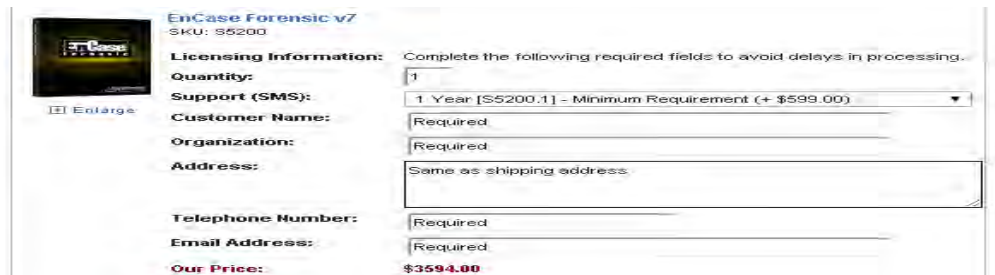 EnCase Forensic v7
SKU: S5200
EnCase
Forensic
Licensing Information: Complete the following required fields to avoid delays in processing.
Quantity: 1
Support (SMS): 1 Year [S5200.1] - Minimum Requirement (+ $599.00)
[+] Enlarge
Customer Name: Required
Organization: Required
Address: Same as shipping address
Telephone Number: Required
Email Address: Required
Our Price: $3594.00